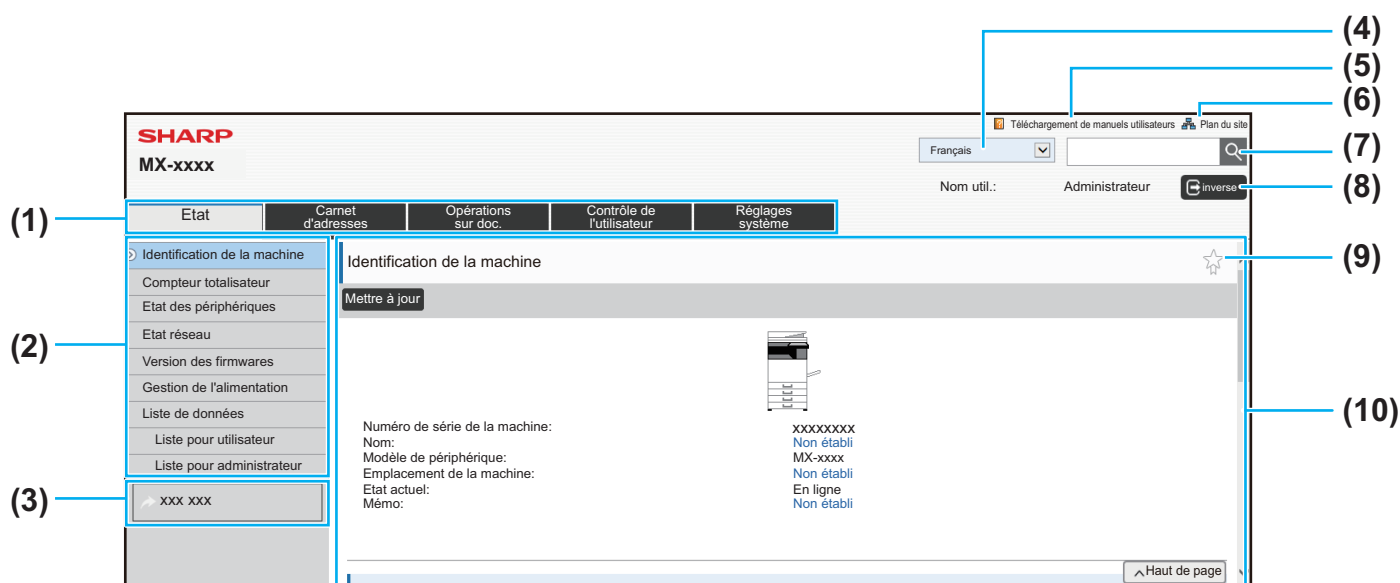 (4)
(5)
(6)
Téléchargement de manuels utilisateurs Plan du site
SHARP
Français
(7)
MX-xxxx
Nom util.: Administrateur inverse
(8)
(1)
Etat
Carnet
d'adresses
Opérations
sur doc.
Contrôle de
l'utilisateur
Réglages
système
Identification de la machine
Compteur totalisateur
Etat des périphériques
Etat réseau
(2)
Version des firmwares
Gestion de l'alimentation
Liste de données
Liste pour utilisateur
Liste pour administrateur
(3)
xxx xxx
Identification de la machine
(9)
Mettre à jour
(10)
Numéro de série de la machine: xxxxxxxx
Nom: Non établi
Modèle de périphérique: MX-xxxx
Emplacement de la machine: Non établi
Etat actuel: En ligne
Mémo: Non établi
Haut de page